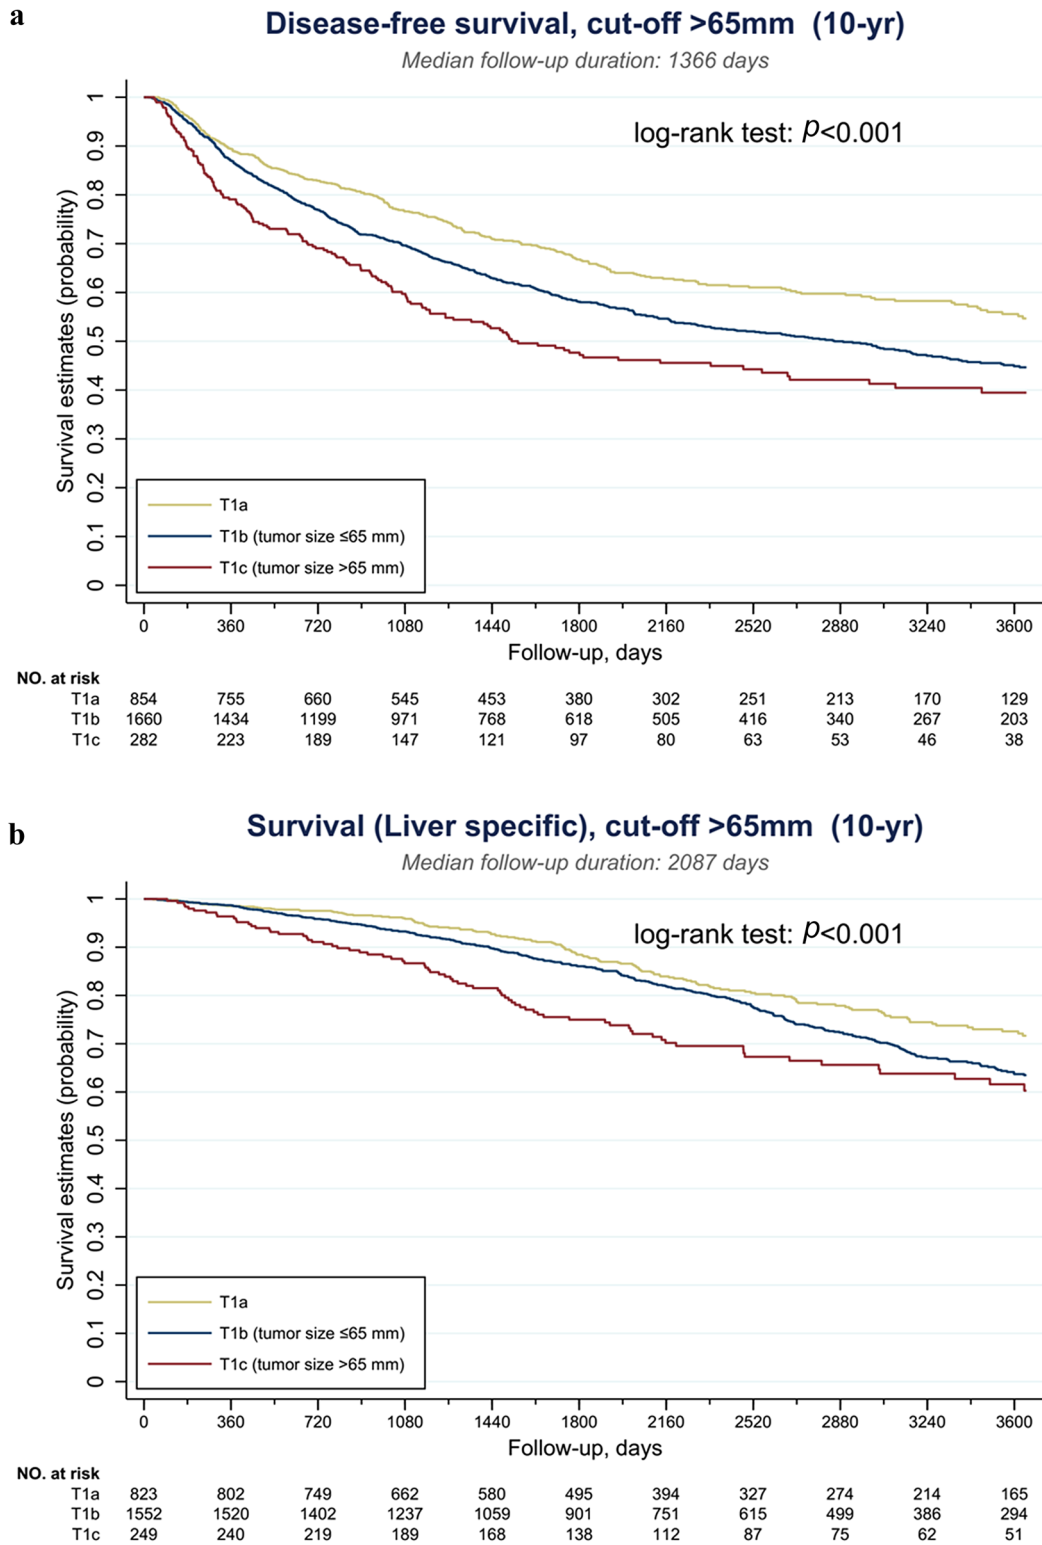 a
Disease-free survival, cut-off >65mm (10-yr)
Median follow-up duration: 1366 days
log-rank test: p<0.001
Survival estimates (probability)
1
0.9
0.8
0.7
0.6
0.5
0.4
0.3
0.2
0.1
0
T1a
T1b (tumor size ≤65 mm)
T1c (tumor size >65 mm)
0 360 720 1080 1440 1800 2160 2520 2880 3240 3600
Follow-up, days
NO. at risk
T1a 854 755 660 545 453 380 302 251 213 170 129
T1b 1660 1434 1199 971 768 618 505 416 340 267 203
T1c 282 223 189 147 121 97 80 63 53 46 38
b
Survival (Liver specific), cut-off >65mm (10-yr)
Median follow-up duration: 2087 days
log-rank test: p<0.001
Survival estimates (probability)
1
0.9
0.8
0.7
0.6
0.5
0.4
0.3
0.2
0.1
0
T1a
T1b (tumor size ≤65 mm)
T1c (tumor size >65 mm)
0 360 720 1080 1440 1800 2160 2520 2880 3240 3600
Follow-up, days
NO. at risk
T1a 823 802 749 662 580 495 394 327 274 214 165
T1b 1552 1520 1402 1237 1059 901 751 615 499 386 294
T1c 249 240 219 189 168 138 112 87 75 62 51